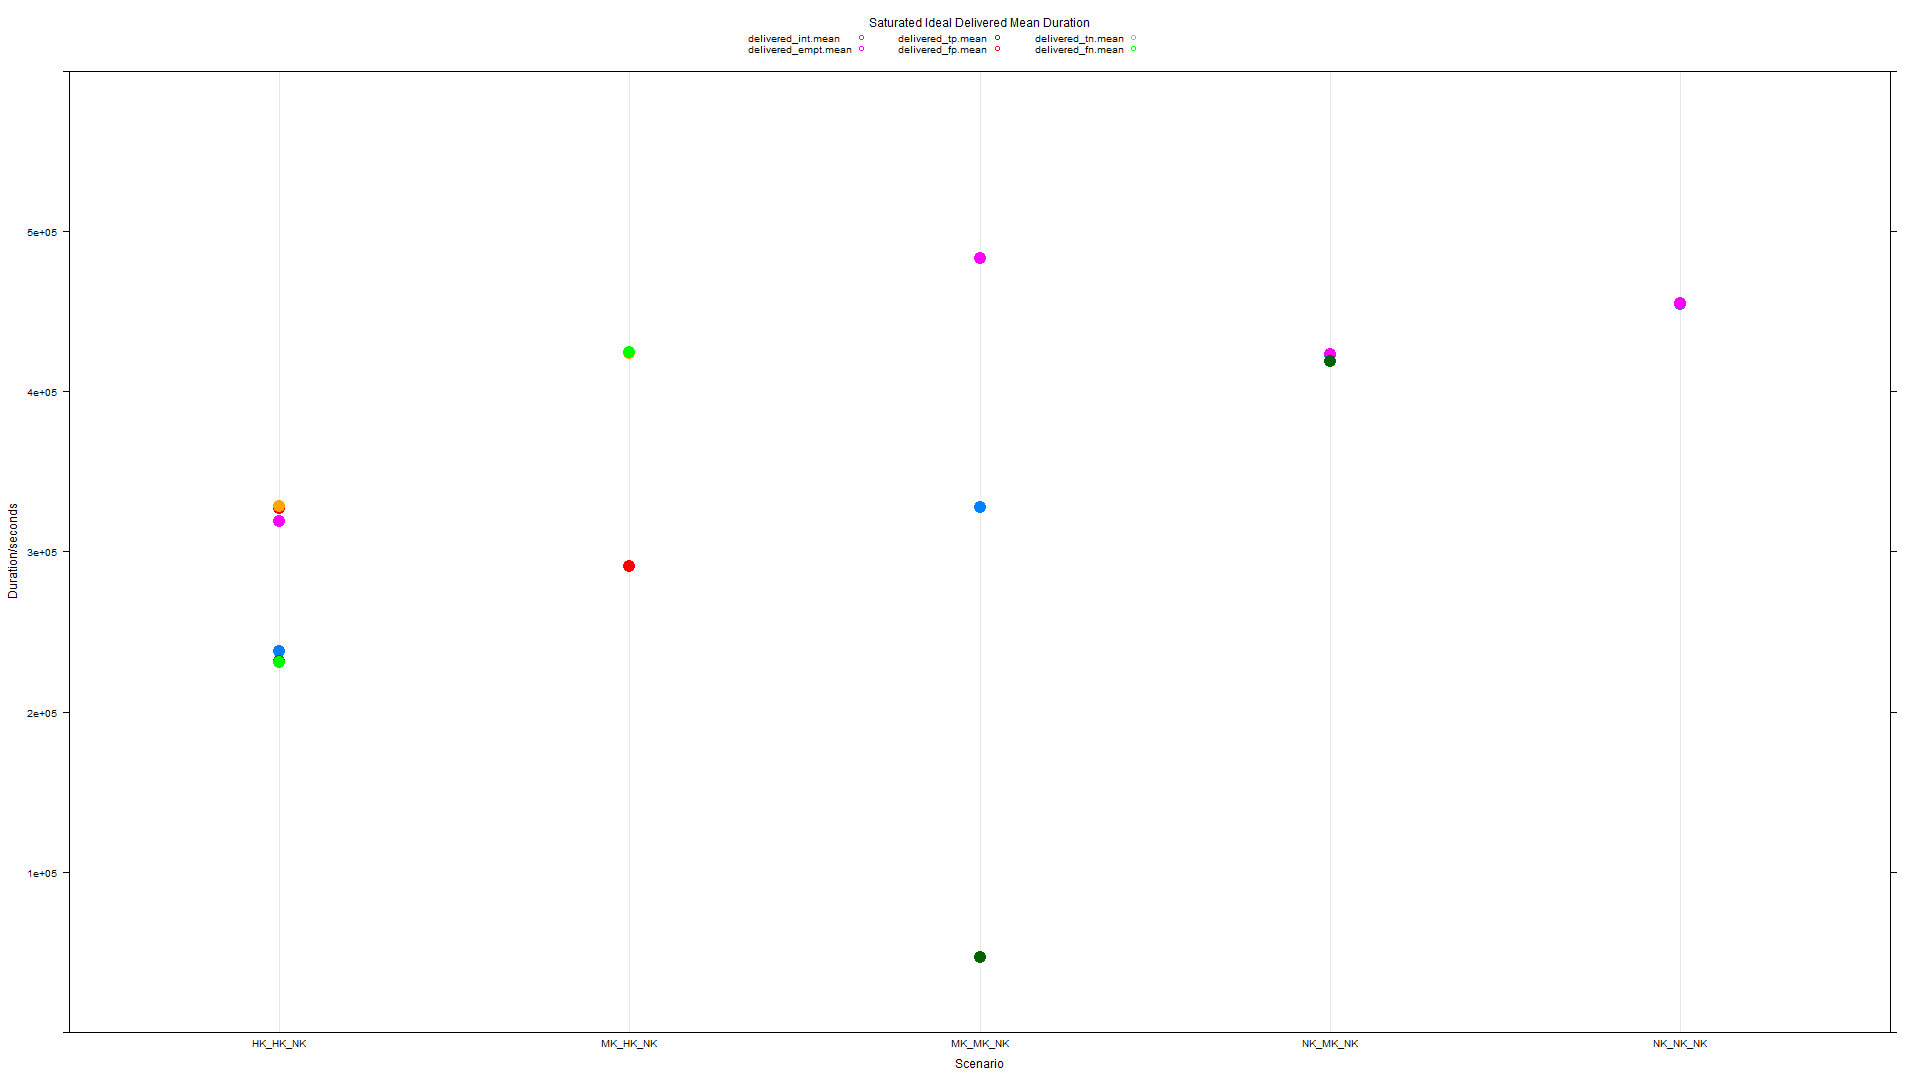 Saturated Ideal Delivered Mean Duration
delivered_int.mean delivered_tp.mean delivered_tn.mean
delivered_empt.mean delivered_fp.mean delivered_fn.mean
5e+05
4e+05
3e+05
2e+05
1e+05
Duration/seconds
HK_HK_NK MK_HK_NK MK_MK_NK NK_MK_NK NK_NK_NK
Scenario